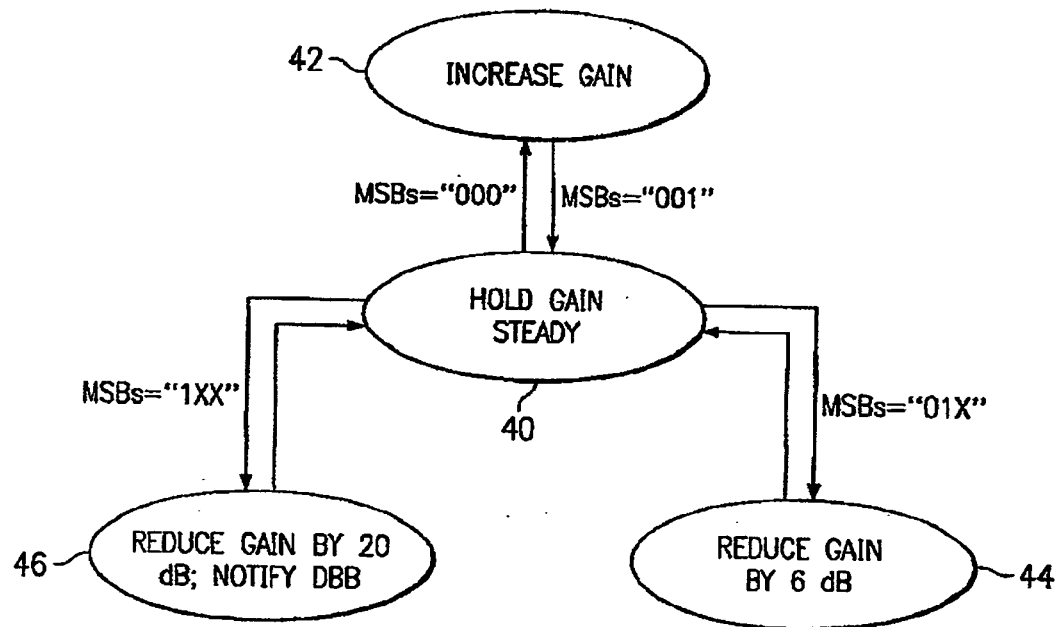 42
INCREASE GAIN
MSBs="000"
MSBs="001"
HOLD GAIN
STEADY
MSBs="1XX"
40
MSBs="01X"
46
REDUCE GAIN BY 20
dB; NOTIFY DBB
REDUCE GAIN
BY 6 dB
44